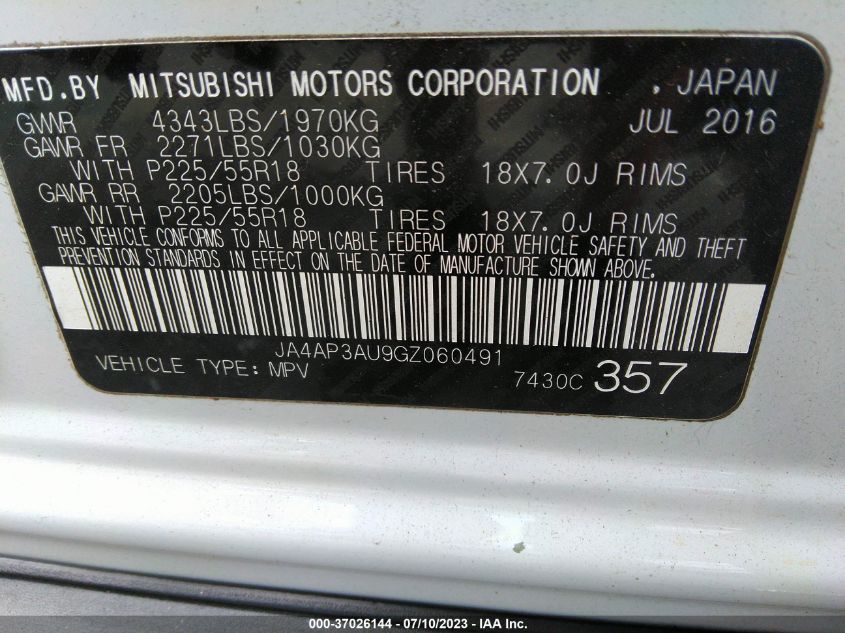 MFD.BY MITSUBISHI MOTORS CORPORATION , JAPAN
GVWR 4343LBS/1970KG JUL 2016
GAWR FR 2271LBS/1030KG
WITH P225/55R18 TIRES 18X7.0J RIMS
GAWR RR 2205LBS/1000KG
WITH P225/55R18 TIRES 18X7.0J RIMS
THIS VEHICLE CONFORMS TO ALL APPLICABLE FEDERAL MOTOR VEHICLE SAFETY AND THEFT
PREVENTION STANDARDS IN EFFECT ON THE DATE OF MANUFACTURE SHOWN ABOVE.
JA4AP3AU9GZ060491
VEHICLE TYPE: MPV 7430C 357
000-37026144 - 07/10/2023 - IAA Inc.